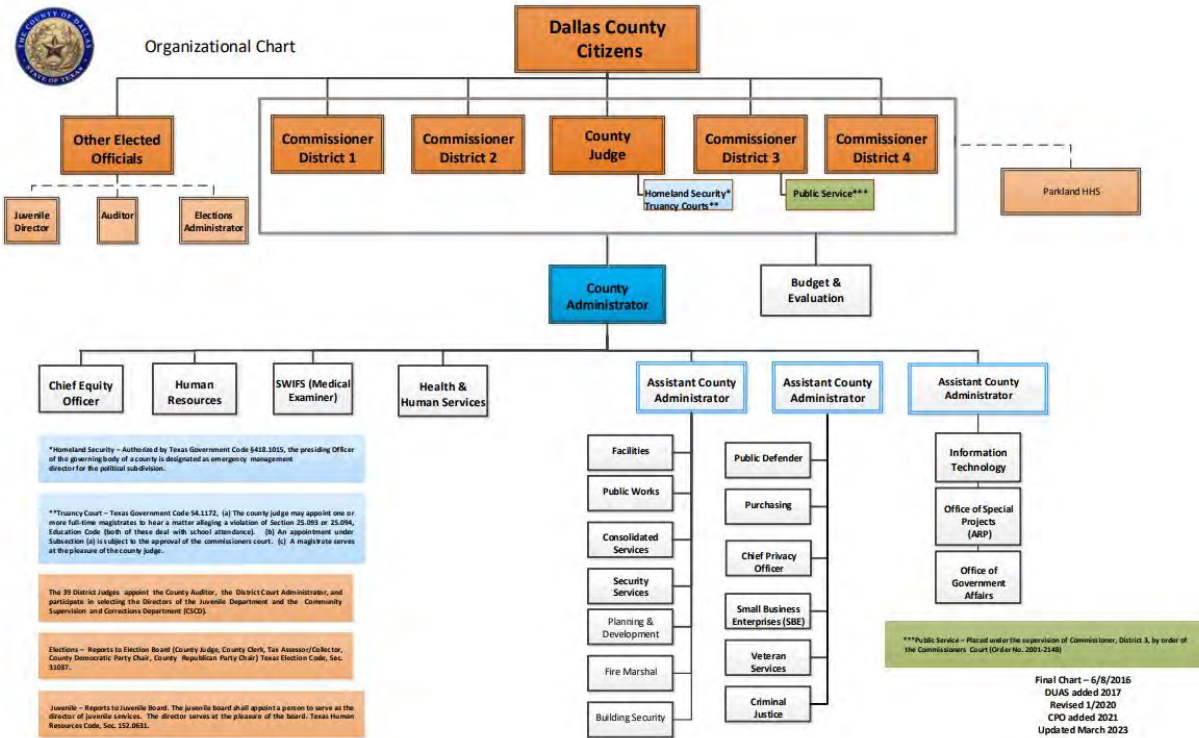 THE COUNTY OF DALLAS
STATE OF TEXAS
Organizational Chart
Dallas County
Citizens
Other Elected
Officials
Commissioner
District 1
Commissioner
District 2
County
Judge
Commissioner
District 3
Commissioner
District 4
Homeland Security*
Truancy Courts**
Public Service***
Parkland HHS
Juvenile
Director
Auditor
Elections
Administrator
County
Administrator
Budget &
Evaluation
Chief Equity
Officer
Human
Resources
SWIFS (Medical
Examiner)
Health &
Human Services
Assistant County
Administrator
Assistant County
Administrator
Assistant County
Administrator
Facilities
Public Works
Consolidated
Services
Security
Services
Planning &
Development
Fire Marshal
Building Security
Public Defender
Purchasing
Chief Privacy
Officer
Small Business
Enterprises (SBE)
Veteran
Services
Criminal
Justice
Information
Technology
Office of Special
Projects
(ARP)
Office of
Government
Affairs
*Homeland Security – Authorized by Texas Government Code §418.1015, the presiding Officer
of the governing body of a county is designated as emergency management
director for the political subdivision.
**Truancy Court – Texas Government Code 54.1172, (a) The county judge may appoint one or
more full-time magistrates to hear a matter alleging a violation of Section 25.093 or 25.094,
Education Code (both of these deal with school attendance). (b) An appointment under
Subsection (a) is subject to the approval of the commissioners court. (c) A magistrate serves
at the pleasure of the county judge.
The 39 District Judges appoint the County Auditor, the District Court Administrator, and
participate in selecting the Directors of the Juvenile Department and the Community
Supervision and Corrections Department (CSCD).
Elections – Reports to Election Board (County Judge, County Clerk, Tax Assessor/Collector,
County Democratic Party Chair, County Republican Party Chair) Texas Election Code, Sec.
31037.
Juvenile – Reports to Juvenile Board. The juvenile board shall appoint a person to serve as the
director of juvenile services. The director serves at the pleasure of the board. Texas Human
Resources Code, Sec. 152.0631.
***Public Service – Placed under the supervision of Commissioner, District 3, by order of
the Commissioners Court (Order No. 2001-2148)
Final Chart – 6/8/2016
DUAS added 2017
Revised 1/2020
CPO added 2021
Updated March 2023